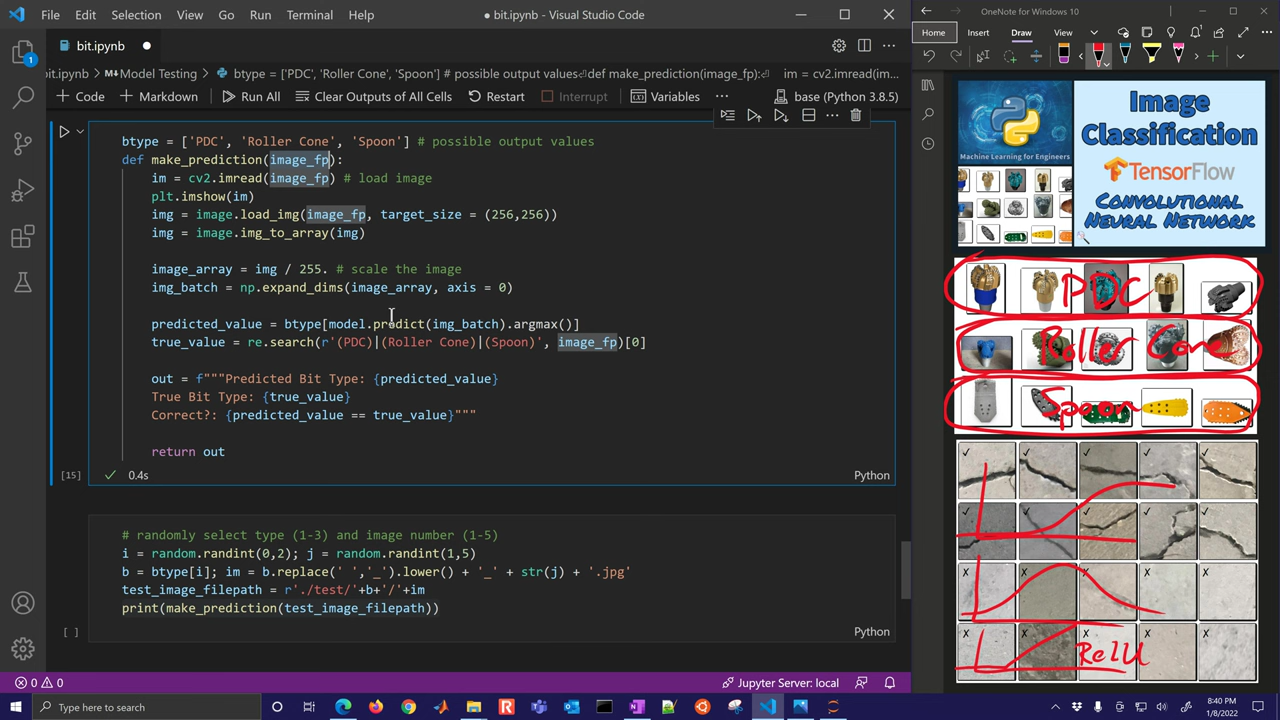 File Edit Selection View Go Run Terminal Help
● bit.ipynb - Visual Studio Code
bit.ipynb ●
bit.ipynb > M↓Model Testing > btype = ['PDC', 'Roller Cone', 'Spoon'] # possible output values⏎def make_prediction(image_fp):⏎ im = cv2.imread(im...
+ Code + Markdown Run All Clear Outputs of All Cells Restart Interrupt Variables ... base (Python 3.8.5)
btype = ['PDC', 'Roller Cone', 'Spoon'] # possible output values
def make_prediction(image_fp):
im = cv2.imread(image_fp) # load image
plt.imshow(im)
img = image.load_img(image_fp, target_size = (256,256))
img = image.img_to_array(img)
image_array = img / 255. # scale the image
img_batch = np.expand_dims(image_array, axis = 0)
predicted_value = btype[model.predict(img_batch).argmax()]
true_value = re.search(r'(PDC)|(Roller Cone)|(Spoon)', image_fp)[0]
out = f"""Predicted Bit Type: {predicted_value}
True Bit Type: {true_value}
Correct?: {predicted_value == true_value}"""
return out
[15] ✓ 0.4s Python
# randomly select type (1-3) and image number (1-5)
i = random.randint(0,2); j = random.randint(1,5)
b = btype[i]; im = b.replace(' ','_').lower() + '_' + str(j) + '.jpg'
test_image_filepath = r'./test/'+b+'/'+im
print(make_prediction(test_image_filepath))
[ ] Python
0 0 Jupyter Server: local
1
OneNote for Windows 10
Home Insert Draw View
Machine Learning for Engineers
Image
Classification
TensorFlow
Convolutional
Neural Network
PDC
Roller Cone
Spoon
ReLU
Type here to search
8:40 PM
1/8/2022